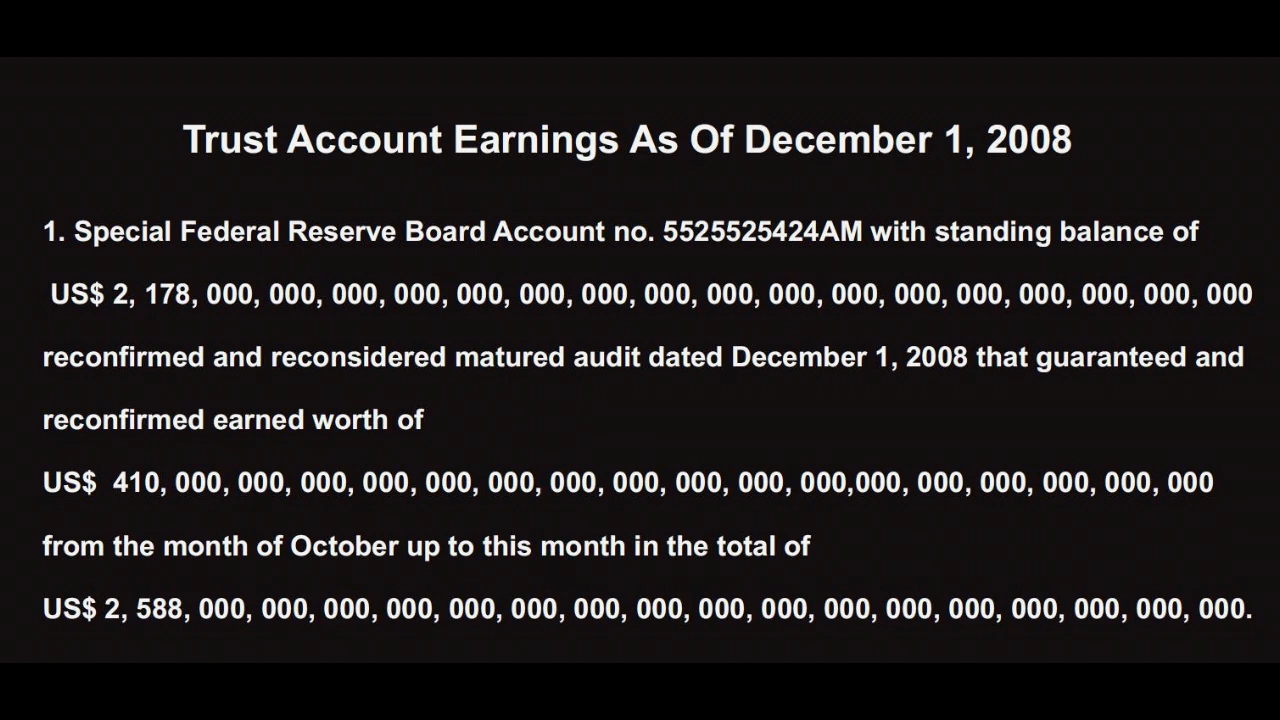 Trust Account Earnings As Of December 1, 2008
1. Special Federal Reserve Board Account no. 5525525424AM with standing balance of
US$ 2, 178, 000, 000, 000, 000, 000, 000, 000, 000, 000, 000, 000, 000, 000, 000, 000, 000, 000
reconfirmed and reconsidered matured audit dated December 1, 2008 that guaranteed and
reconfirmed earned worth of
US$ 410, 000, 000, 000, 000, 000, 000, 000, 000, 000, 000, 000,000, 000, 000, 000, 000, 000
from the month of October up to this month in the total of
US$ 2, 588, 000, 000, 000, 000, 000, 000, 000, 000, 000, 000, 000, 000, 000, 000, 000, 000, 000.